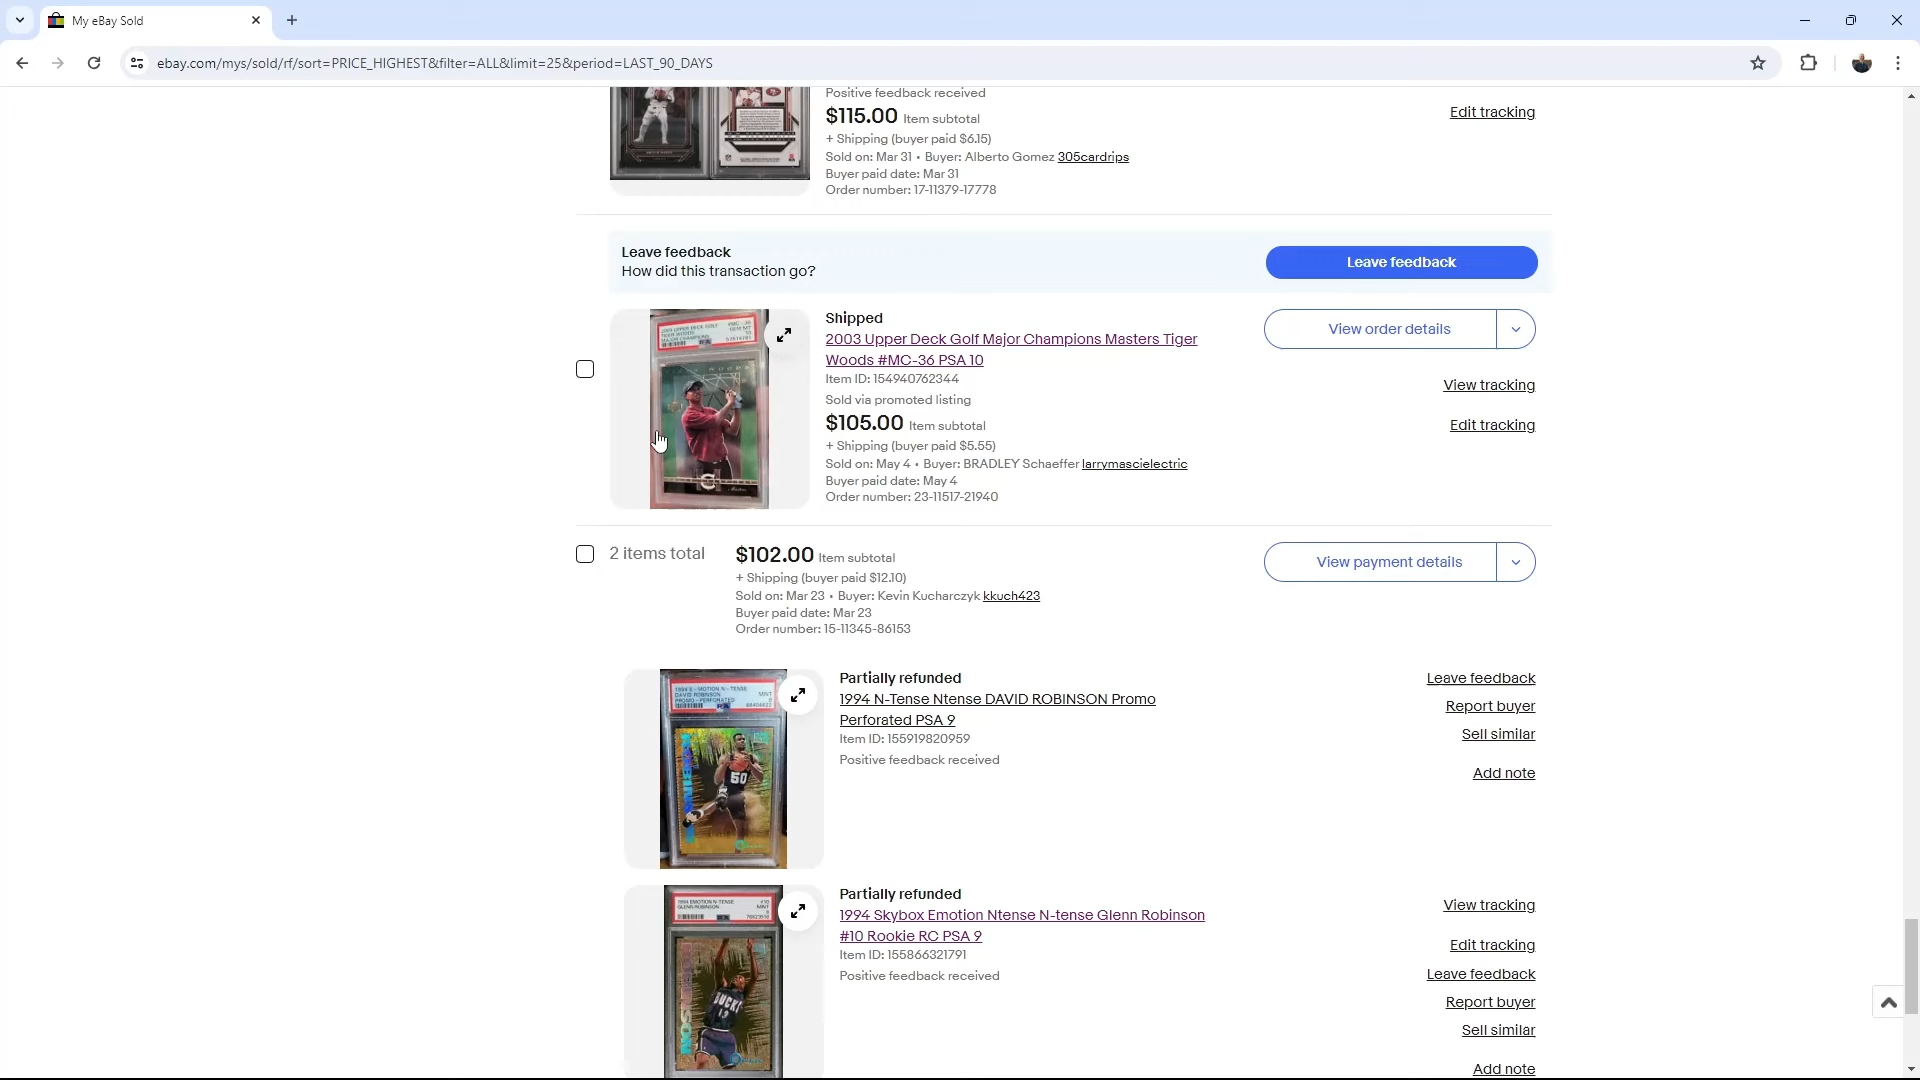 My eBay Sold
ebay.com/mys/sold/rf/sort=PRICE_HIGHEST&filter=ALL&limit=25&period=LAST_90_DAYS
Positive feedback received
$115.00 Item subtotal
+ Shipping (buyer paid $6.15)
Sold on: Mar 31 • Buyer: Alberto Gomez 305cardrips
Buyer paid date: Mar 31
Order number: 17-11379-17778
Edit tracking
Leave feedback
How did this transaction go?
Leave feedback
Shipped
2003 Upper Deck Golf Major Champions Masters Tiger
Woods #MC-36 PSA 10
Item ID: 154940762344
Sold via promoted listing
$105.00 Item subtotal
+ Shipping (buyer paid $5.55)
Sold on: May 4 • Buyer: BRADLEY Schaeffer larrymascielectric
Buyer paid date: May 4
Order number: 23-11517-21940
View order details
View tracking
Edit tracking
2 items total
$102.00 Item subtotal
+ Shipping (buyer paid $12.10)
Sold on: Mar 23 • Buyer: Kevin Kucharczyk kkuch423
Buyer paid date: Mar 23
Order number: 15-11345-86153
View payment details
Partially refunded
1994 N-Tense Ntense DAVID ROBINSON Promo
Perforated PSA 9
Item ID: 155919820959
Positive feedback received
Leave feedback
Report buyer
Sell similar
Add note
Partially refunded
1994 Skybox Emotion Ntense N-tense Glenn Robinson
#10 Rookie RC PSA 9
Item ID: 155866321791
Positive feedback received
View tracking
Edit tracking
Leave feedback
Report buyer
Sell similar
Add note